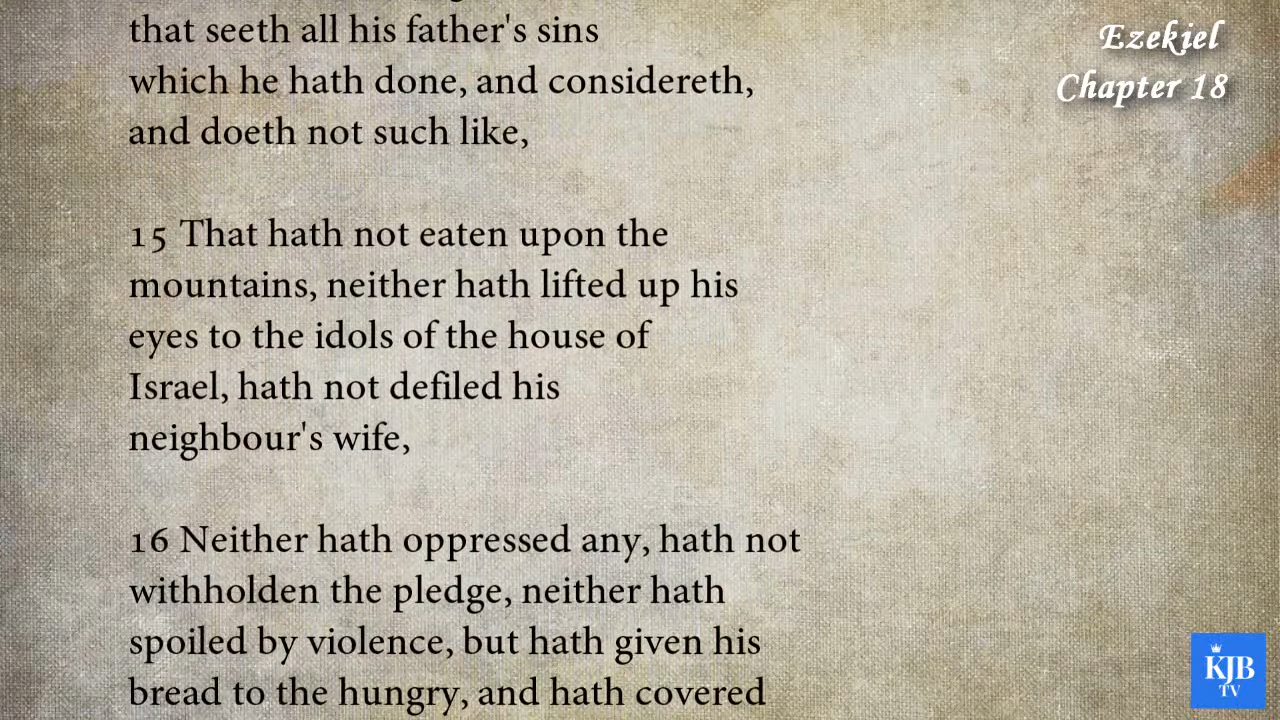 that seeth all his father's sins
which he hath done, and considereth,
and doeth not such like,
15 That hath not eaten upon the
mountains, neither hath lifted up his
eyes to the idols of the house of
Israel, hath not defiled his
neighbour's wife,
16 Neither hath oppressed any, hath not
withholden the pledge, neither hath
spoiled by violence, but hath given his
bread to the hungry, and hath covered
Ezekiel
Chapter 18
KJB
TV